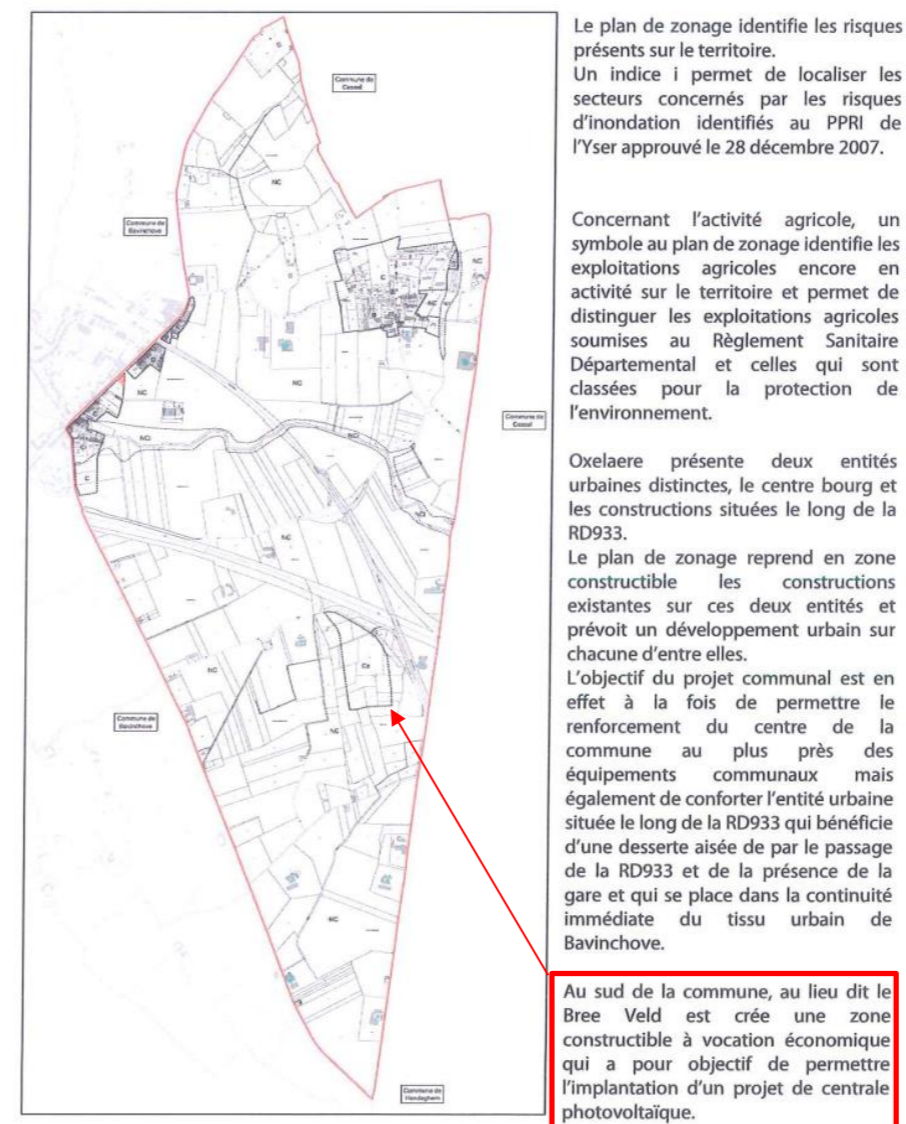 Commune de
Cassel
NC
Commune de
Bavinchove
NC
C
NC
NC
NC
NCi
NCi
Commune de
Cassel
C
NC
Cz
NC
Commune de
Bavinchove
NC
NC
Commune de
Hondeghem
Le plan de zonage identifie les risques
présents sur le territoire.
Un indice i permet de localiser les
secteurs concernés par les risques
d'inondation identifiés au PPRI de
l'Yser approuvé le 28 décembre 2007.
Concernant l'activité agricole, un
symbole au plan de zonage identifie les
exploitations agricoles encore en
activité sur le territoire et permet de
distinguer les exploitations agricoles
soumises au Règlement Sanitaire
Départemental et celles qui sont
classées pour la protection de
l'environnement.
Oxelaere présente deux entités
urbaines distinctes, le centre bourg et
les constructions situées le long de la
RD933.
Le plan de zonage reprend en zone
constructible les constructions
existantes sur ces deux entités et
prévoit un développement urbain sur
chacune d'entre elles.
L'objectif du projet communal est en
effet à la fois de permettre le
renforcement du centre de la
commune au plus près des
équipements communaux mais
également de conforter l'entité urbaine
située le long de la RD933 qui bénéficie
d'une desserte aisée de par le passage
de la RD933 et de la présence de la
gare et qui se place dans la continuité
immédiate du tissu urbain de
Bavinchove.
Au sud de la commune, au lieu dit le
Bree Veld est crée une zone
constructible à vocation économique
qui a pour objectif de permettre
l'implantation d'un projet de centrale
photovoltaïque.